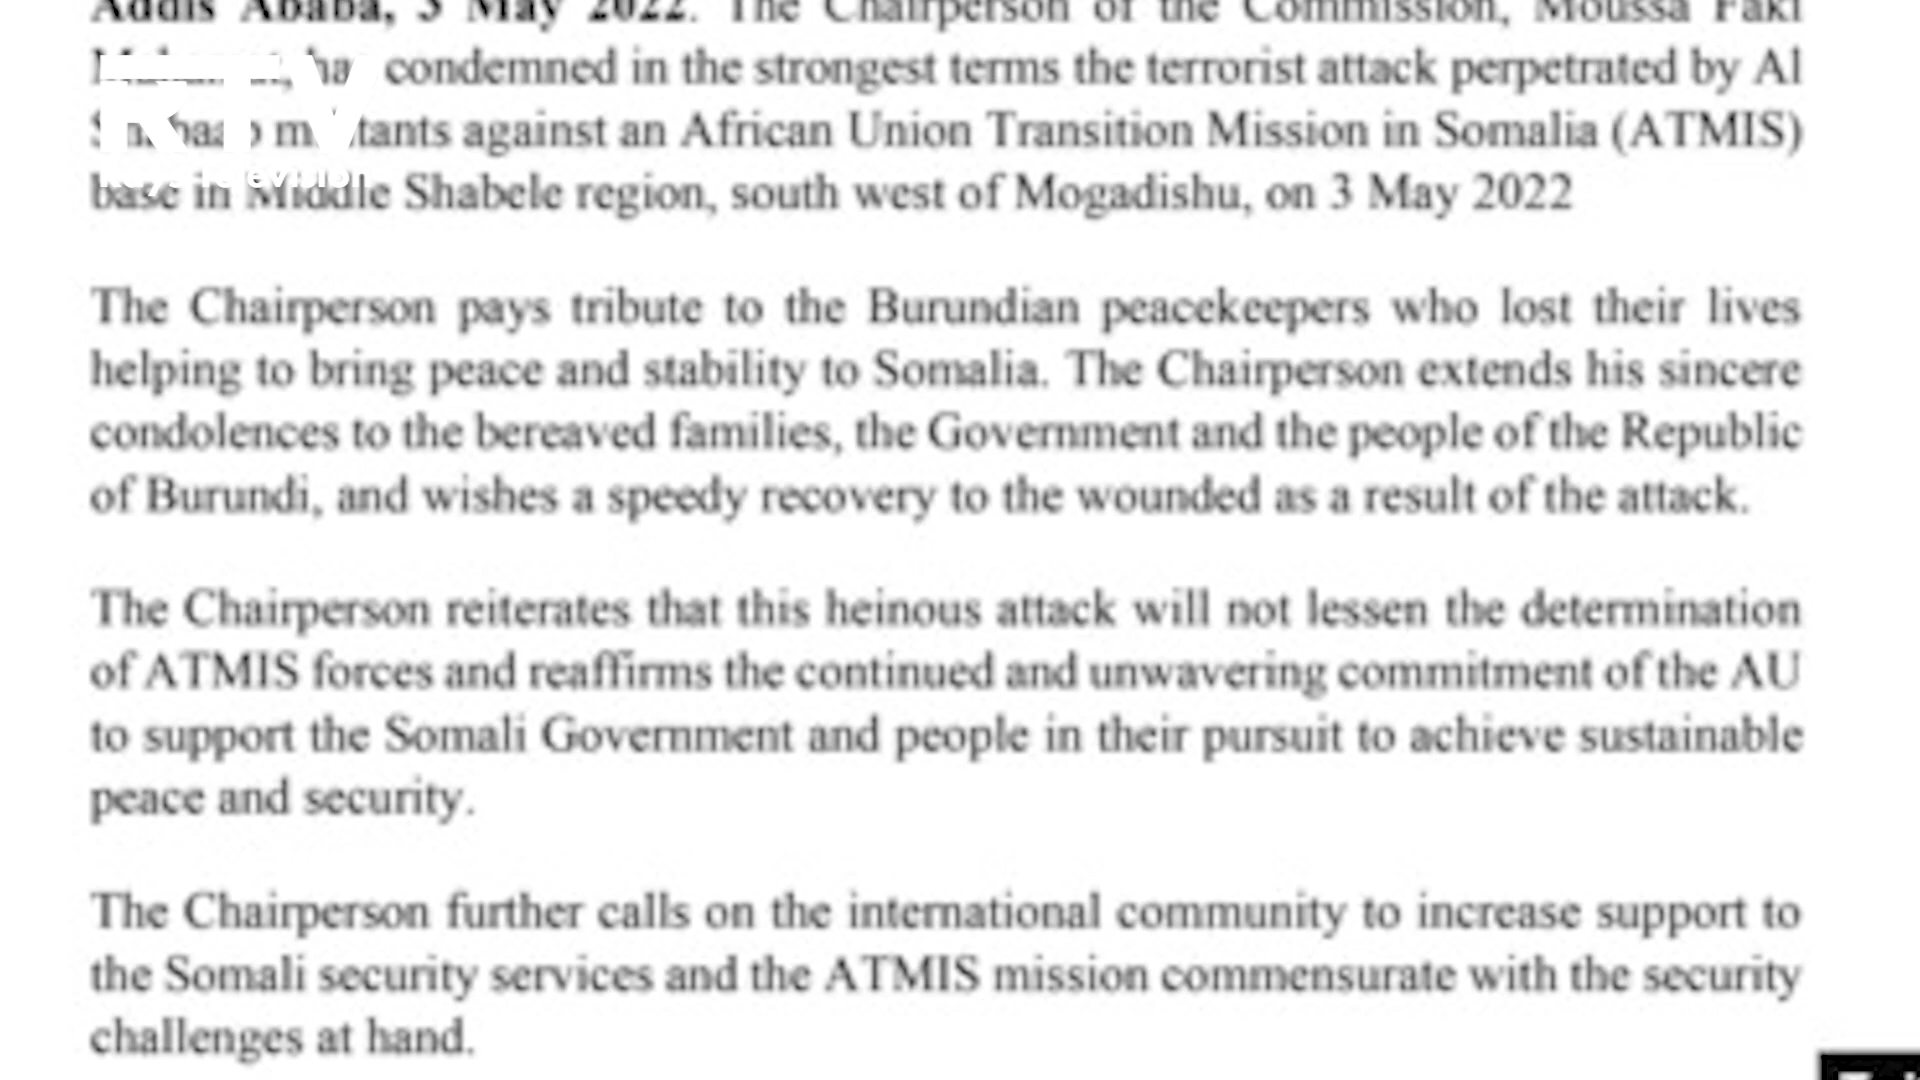 Addis Ababa, 3 May 2022. The Chairperson of the Commission, Moussa Faki
condemned in the strongest terms the terrorist attack perpetrated by Al
against an African Union Transition Mission in Somalia (ATMIS)
base in Middle Shabele region, south west of Mogadishu, on 3 May 2022
RTV
The Chairperson pays tribute to the Burundian peacekeepers who lost their lives
helping to bring peace and stability to Somalia. The Chairperson extends his sincere
condolences to the bereaved families, the Government and the people of the Republic
of Burundi, and wishes a speedy recovery to the wounded as a result of the attack.
The Chairperson reiterates that this heinous attack will not lessen the determination
of ATMIS forces and reaffirms the continued and unwavering commitment of the AU
to support the Somali Government and people in their pursuit to achieve sustainable
peace and security.
The Chairperson further calls on the international community to increase support to
the Somali security services and the ATMIS mission commensurate with the security
challenges at hand.